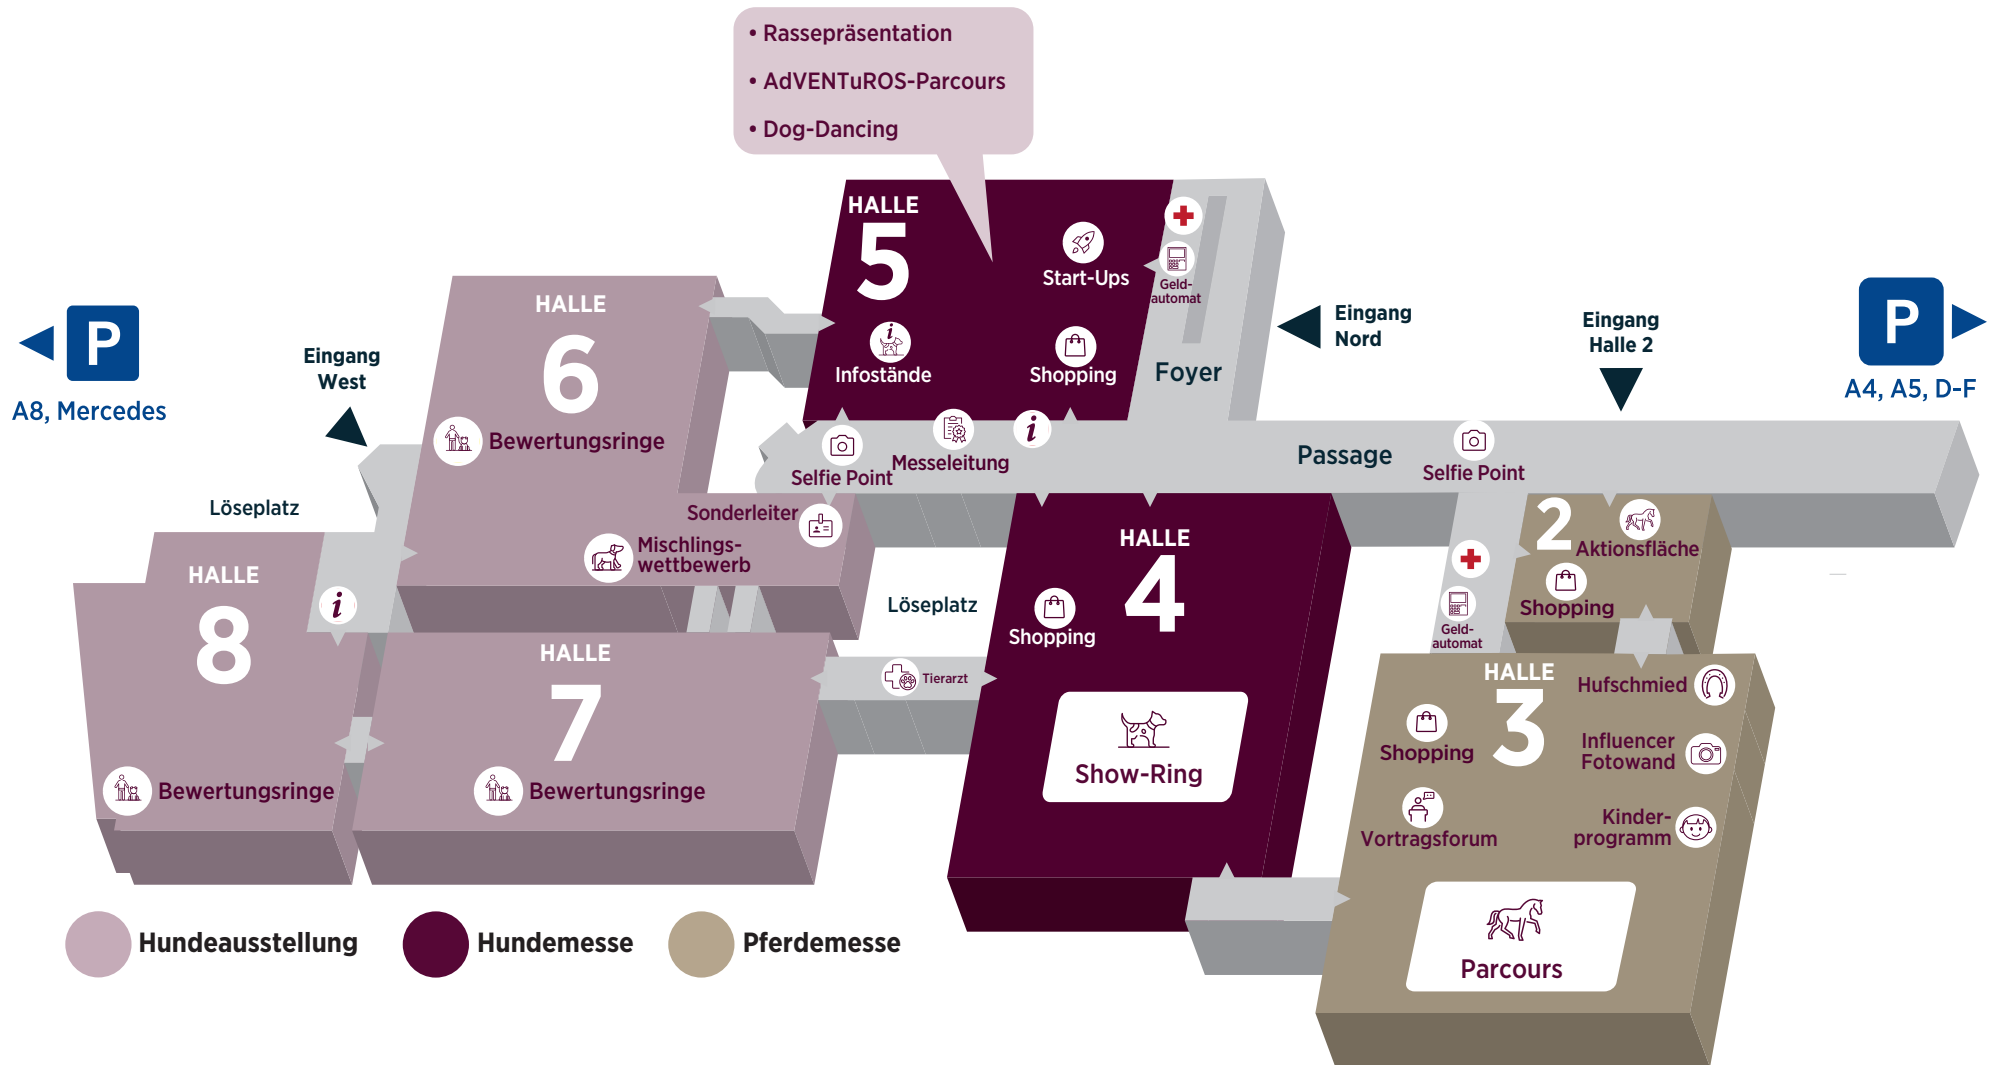 • Rassepräsentation
• AdVENTuROS-Parcours
• Dog-Dancing
HALLE
5
Start-Ups
Geld-
automat
Infostände
Shopping
Foyer
Eingang
Nord
Eingang
Halle 2
P
A4, A5, D-F
P
A8, Mercedes
Eingang
West
HALLE
6
Bewertungsringe
Sonderleiter
Mischlings-
wettbewerb
Selfie Point
Messeleitung
i
Passage
Selfie Point
Löseplatz
HALLE
8
i
Bewertungsringe
HALLE
7
Bewertungsringe
Löseplatz
Tierarzt
HALLE
4
Shopping
Show-Ring
2
Aktionsfläche
Shopping
Geld-
automat
HALLE
3
Hufschmied
Shopping
Influencer
Fotowand
Vortragsforum
Kinder-
programm
Parcours
Hundeausstellung
Hundemesse
Pferdemesse